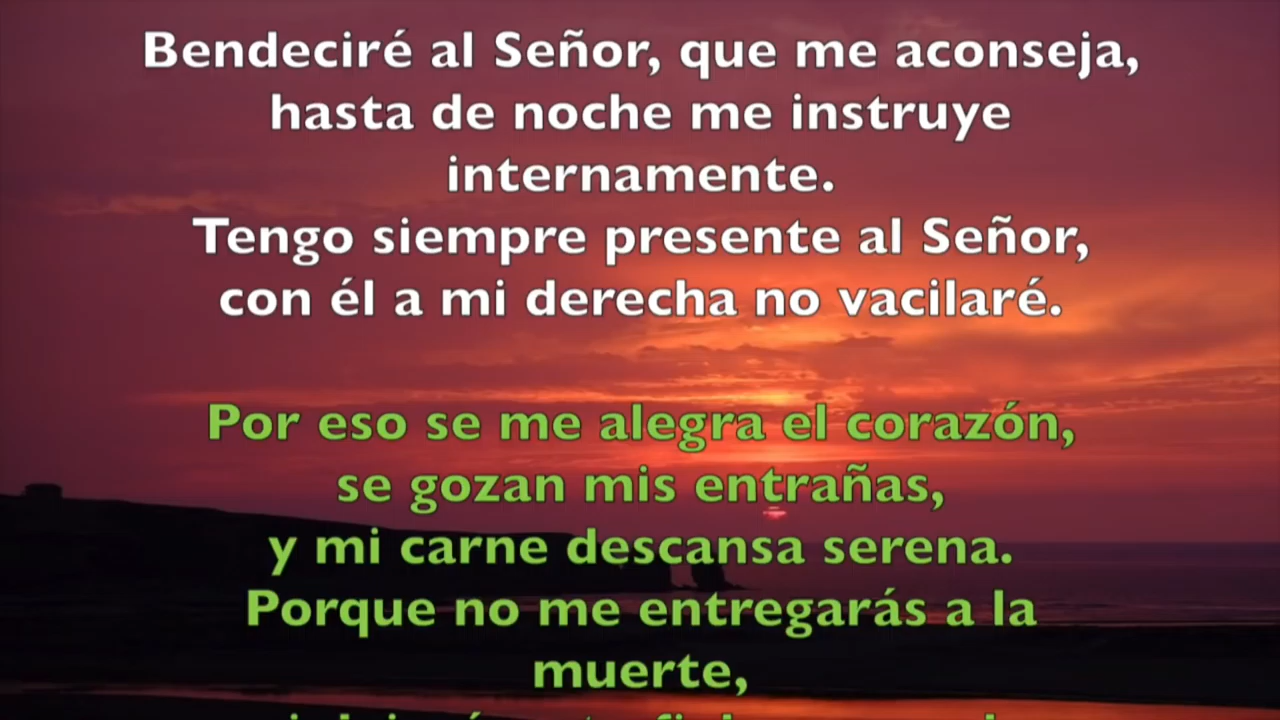 Bendeciré al Señor, que me aconseja,
hasta de noche me instruye
internamente.
Tengo siempre presente al Señor,
con él a mi derecha no vacilaré.
Por eso se me alegra el corazón,
se gozan mis entrañas,
y mi carne descansa serena.
Porque no me entregarás a la
muerte,